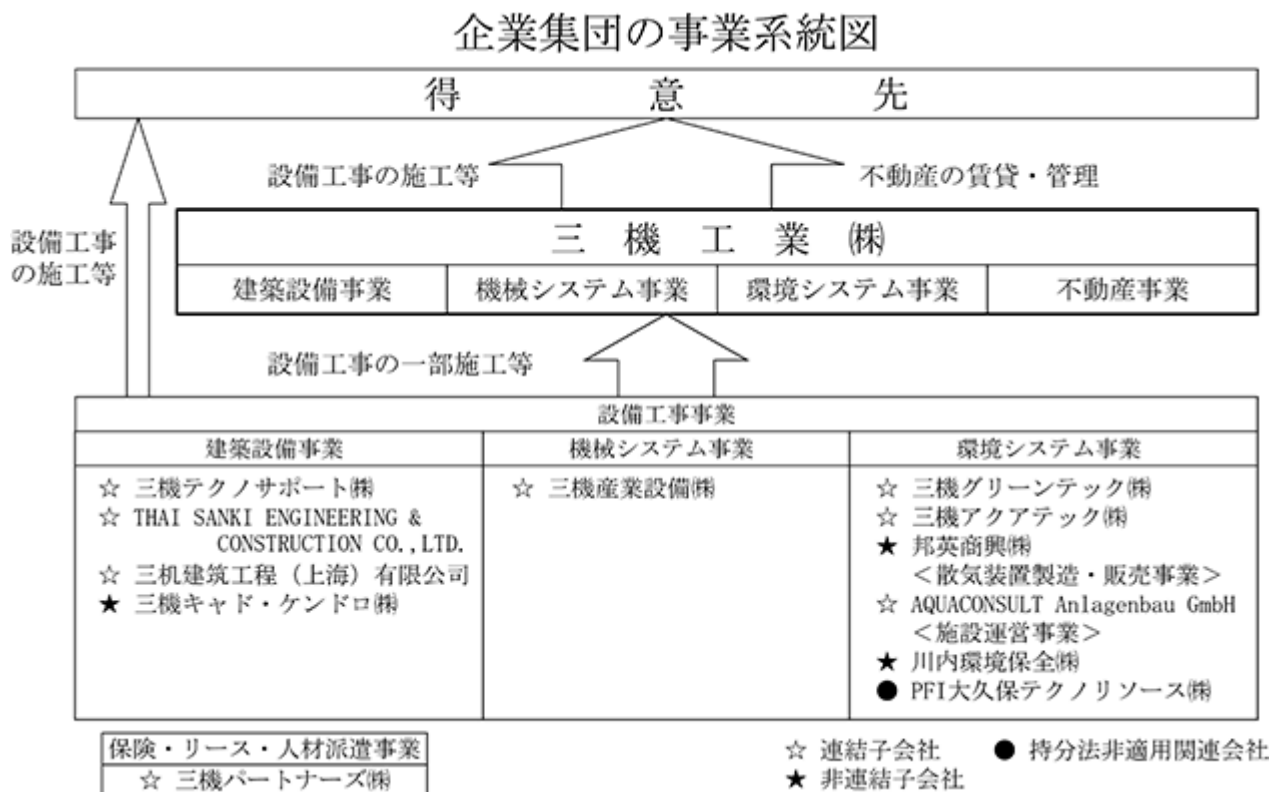 企業集団の事業系統図
得意先
設備工事の施工等
不動産の賃貸・管理
設備工事
の施工等
三機工業㈱
建築設備事業
機械システム事業
環境システム事業
不動産事業
設備工事の一部施工等
設備工事事業
建築設備事業
☆ 三機テクノサポート㈱
☆ THAI SANKI ENGINEERING &
CONSTRUCTION CO.,LTD.
☆ 三机建筑工程（上海）有限公司
★ 三機キャド・ケンドロ㈱
機械システム事業
☆ 三機産業設備㈱
環境システム事業
☆ 三機グリーンテック㈱
☆ 三機アクアテック㈱
★ 邦英商興㈱
＜散気装置製造・販売事業＞
☆ AQUACONSULT Anlagenbau GmbH
＜施設運営事業＞
★ 川内環境保全㈱
● PFI大久保テクノリソース㈱
保険・リース・人材派遣事業
☆ 三機パートナーズ㈱
☆ 連結子会社
● 持分法非適用関連会社
★ 非連結子会社